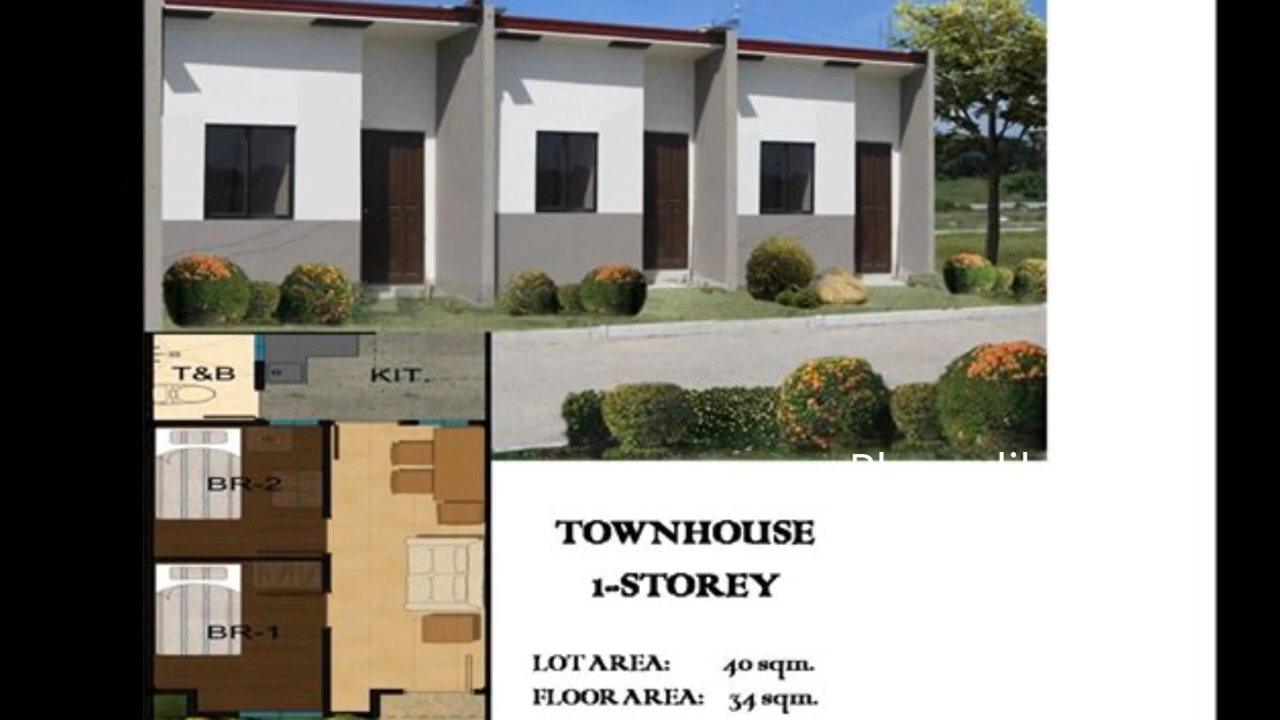 T&B
KIT.
BR-2
BR-1
TOWNHOUSE
1-STOREY
LOT AREA: 40 sqm.
FLOOR AREA: 34 sqm.